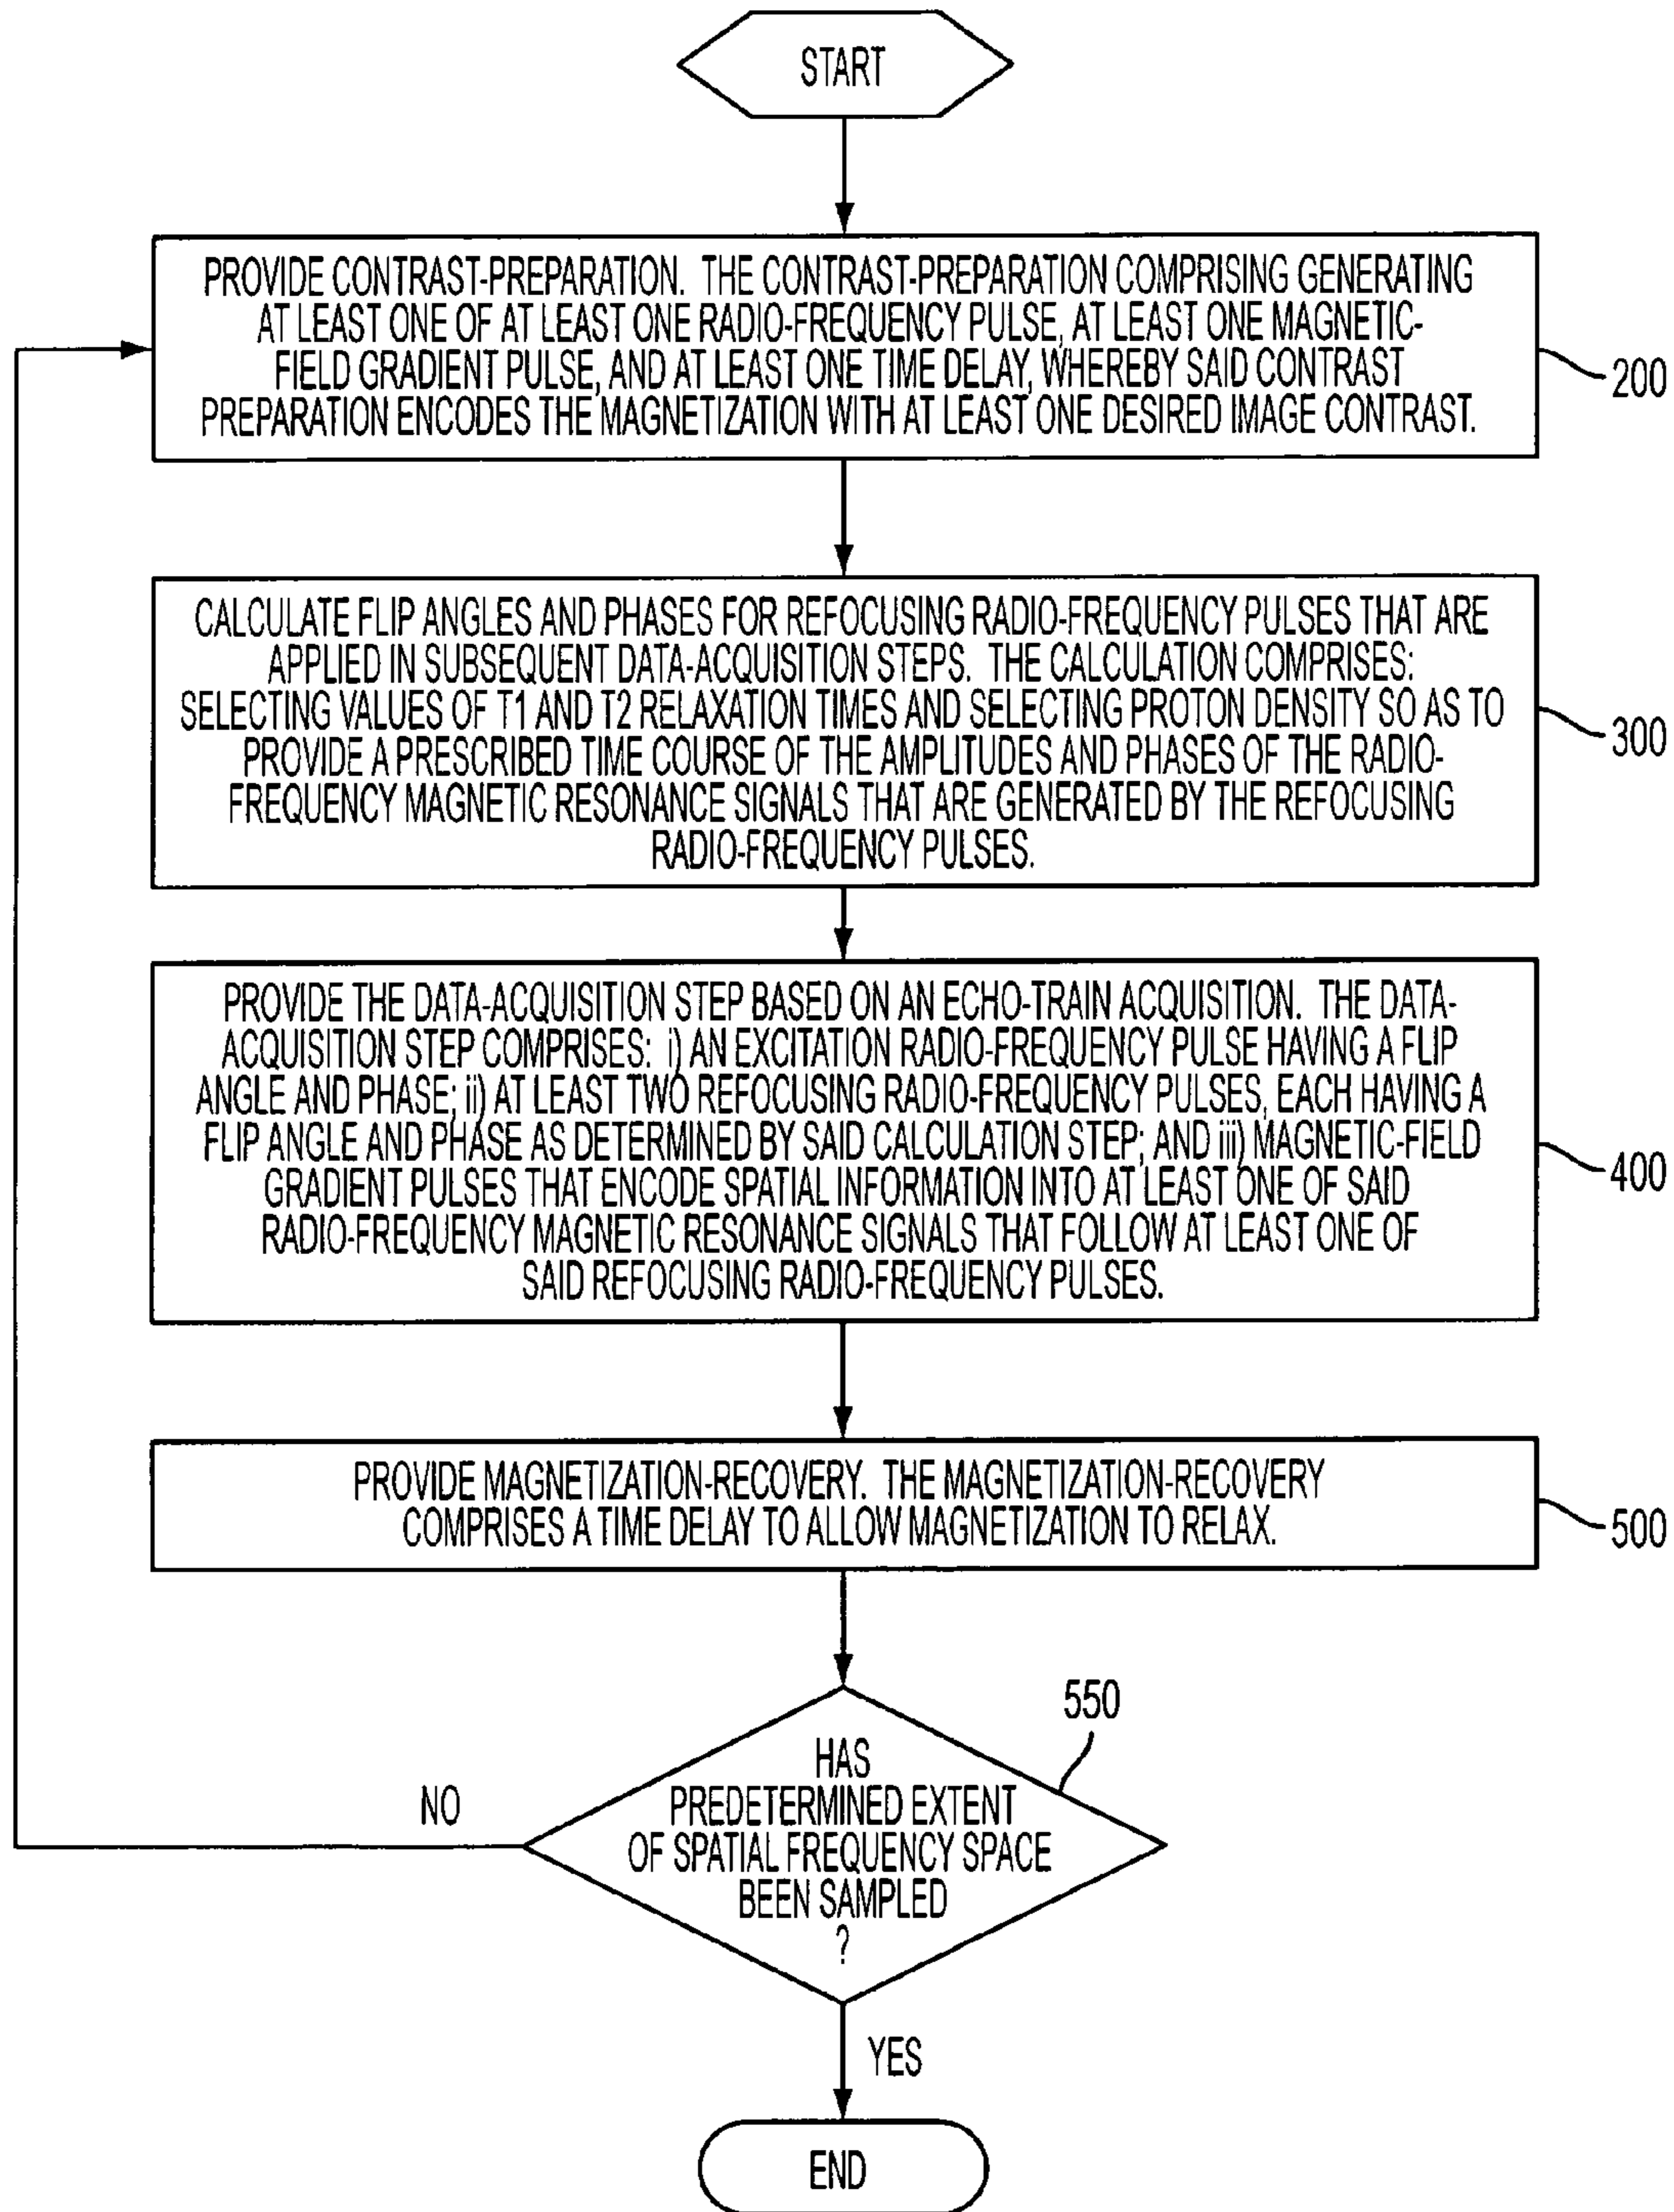 START
PROVIDE CONTRAST-PREPARATION. THE CONTRAST-PREPARATION COMPRISING GENERATING
AT LEAST ONE OF AT LEAST ONE RADIO-FREQUENCY PULSE, AT LEAST ONE MAGNETIC-
FIELD GRADIENT PULSE, AND AT LEAST ONE TIME DELAY, WHEREBY SAID CONTRAST
PREPARATION ENCODES THE MAGNETIZATION WITH AT LEAST ONE DESIRED IMAGE CONTRAST.
200
CALCULATE FLIP ANGLES AND PHASES FOR REFOCUSING RADIO-FREQUENCY PULSES THAT ARE
APPLIED IN SUBSEQUENT DATA-ACQUISITION STEPS. THE CALCULATION COMPRISES:
SELECTING VALUES OF T1 AND T2 RELAXATION TIMES AND SELECTING PROTON DENSITY SO AS TO
PROVIDE A PRESCRIBED TIME COURSE OF THE AMPLITUDES AND PHASES OF THE RADIO-
FREQUENCY MAGNETIC RESONANCE SIGNALS THAT ARE GENERATED BY THE REFOCUSING
RADIO-FREQUENCY PULSES.
300
PROVIDE THE DATA-ACQUISITION STEP BASED ON AN ECHO-TRAIN ACQUISITION. THE DATA-
ACQUISITION STEP COMPRISES: i) AN EXCITATION RADIO-FREQUENCY PULSE HAVING A FLIP
ANGLE AND PHASE; ii) AT LEAST TWO REFOCUSING RADIO-FREQUENCY PULSES, EACH HAVING A
FLIP ANGLE AND PHASE AS DETERMINED BY SAID CALCULATION STEP; AND iii) MAGNETIC-FIELD
GRADIENT PULSES THAT ENCODE SPATIAL INFORMATION INTO AT LEAST ONE OF SAID
RADIO-FREQUENCY MAGNETIC RESONANCE SIGNALS THAT FOLLOW AT LEAST ONE OF
SAID REFOCUSING RADIO-FREQUENCY PULSES.
400
PROVIDE MAGNETIZATION-RECOVERY. THE MAGNETIZATION-RECOVERY
COMPRISES A TIME DELAY TO ALLOW MAGNETIZATION TO RELAX.
500
550
HAS
PREDETERMINED EXTENT
OF SPATIAL FREQUENCY SPACE
BEEN SAMPLED
?
NO
YES
END